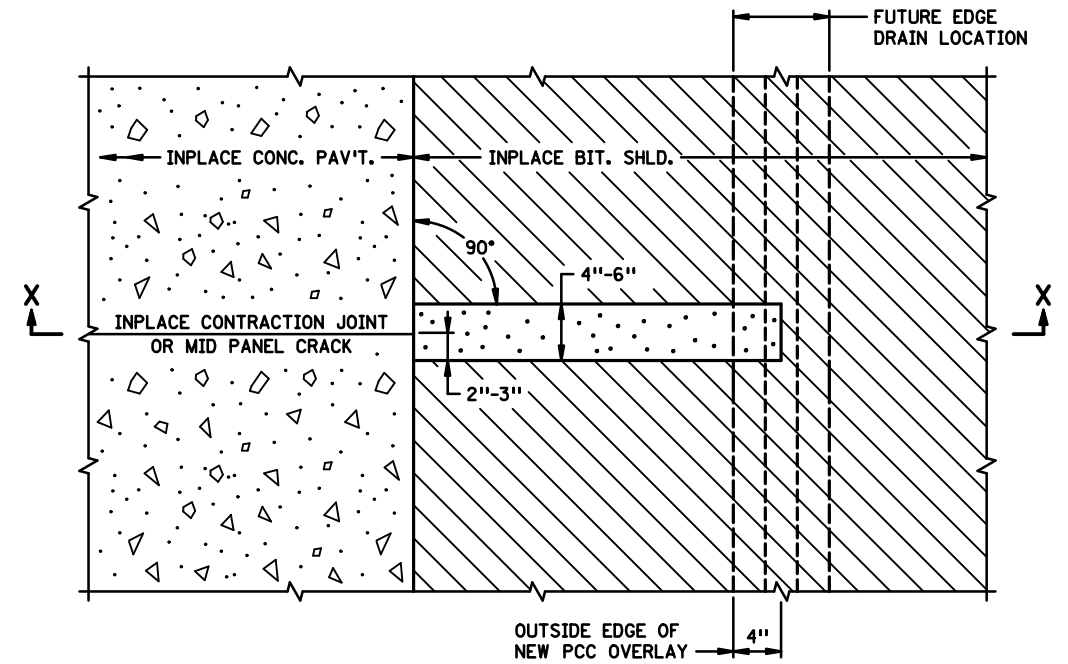 FUTURE EDGE
DRAIN LOCATION
INPLACE CONC. PAV'T.
INPLACE BIT. SHLD.
90°
4"-6"
X
X
INPLACE CONTRACTION JOINT
OR MID PANEL CRACK
2"-3"
OUTSIDE EDGE OF
NEW PCC OVERLAY
4"